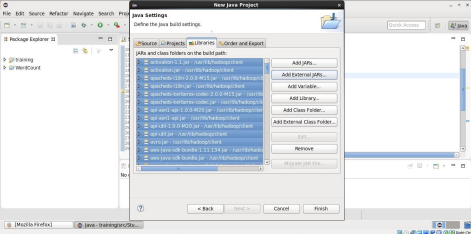 New Java Project
File Edit Source Refactor Navigate Search Proj
Java Settings
Define the Java build settings.
Quick Access
Java
Package Explorer
Source Projects Libraries Order and Export
training
WordCount
JARs and class folders on the build path:
activation-1.1.jar - /usr/lib/hadoop/client
activation.jar - /usr/lib/hadoop/client
apacheds-i18n-2.0.0-M15.jar - /usr/lib/hadoop/cl
apacheds-i18n.jar - /usr/lib/hadoop/client
apacheds-kerberos-codec-2.0.0-M15.jar - /usr/lib
apacheds-kerberos-codec.jar - /usr/lib/hadoop/cl
api-asn1-api-1.0.0-M20.jar - /usr/lib/hadoop/clien
api-asn1-api.jar - /usr/lib/hadoop/client
api-util-1.0.0-M20.jar - /usr/lib/hadoop/client
api-util.jar - /usr/lib/hadoop/client
avro.jar - /usr/lib/hadoop/client
aws-java-sdk-bundle-1.11.134.jar - /usr/lib/hadoo
aws-java-sdk-bundle.jar - /usr/lib/hadoop/client
Add JARs...
Add External JARs...
Add Variable...
Add Library...
Add Class Folder...
Add External Class Folder...
Edit...
Remove
Migrate JAR File...
No
< Back
Next >
Cancel
Finish
[Mozilla Firefox]
Java - training/src/Stu...